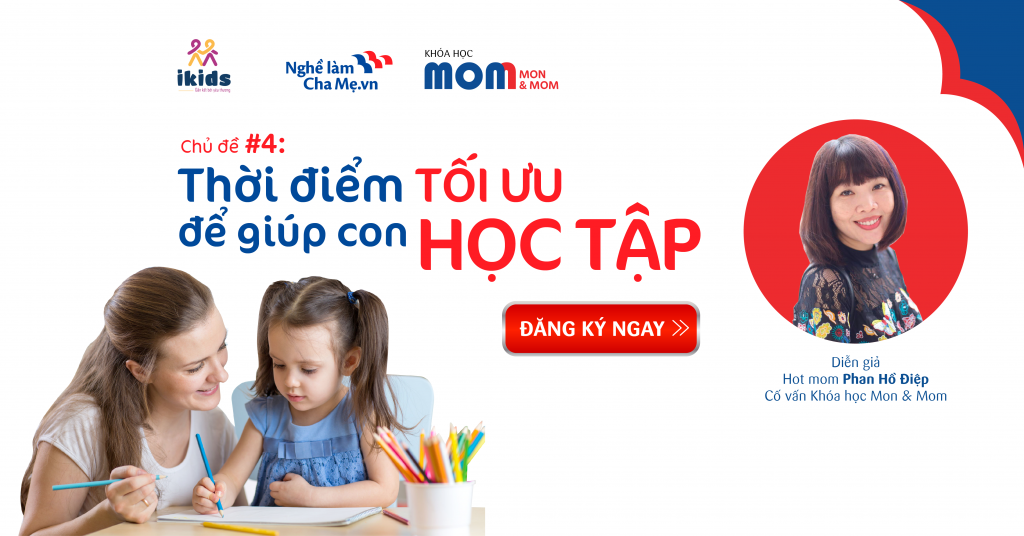 ikids
Nghề làm
Cha Mẹ.vn
KHÓA HỌC
mom MON
& MOM
Chủ đề #4:
Thời điểm TỐI ƯU
để giúp con HỌC TẬP
ĐĂNG KÝ NGAY
Diễn giả
Hot mom Phan Hồ Điệp
Cố vấn Khóa học Mon & Mom